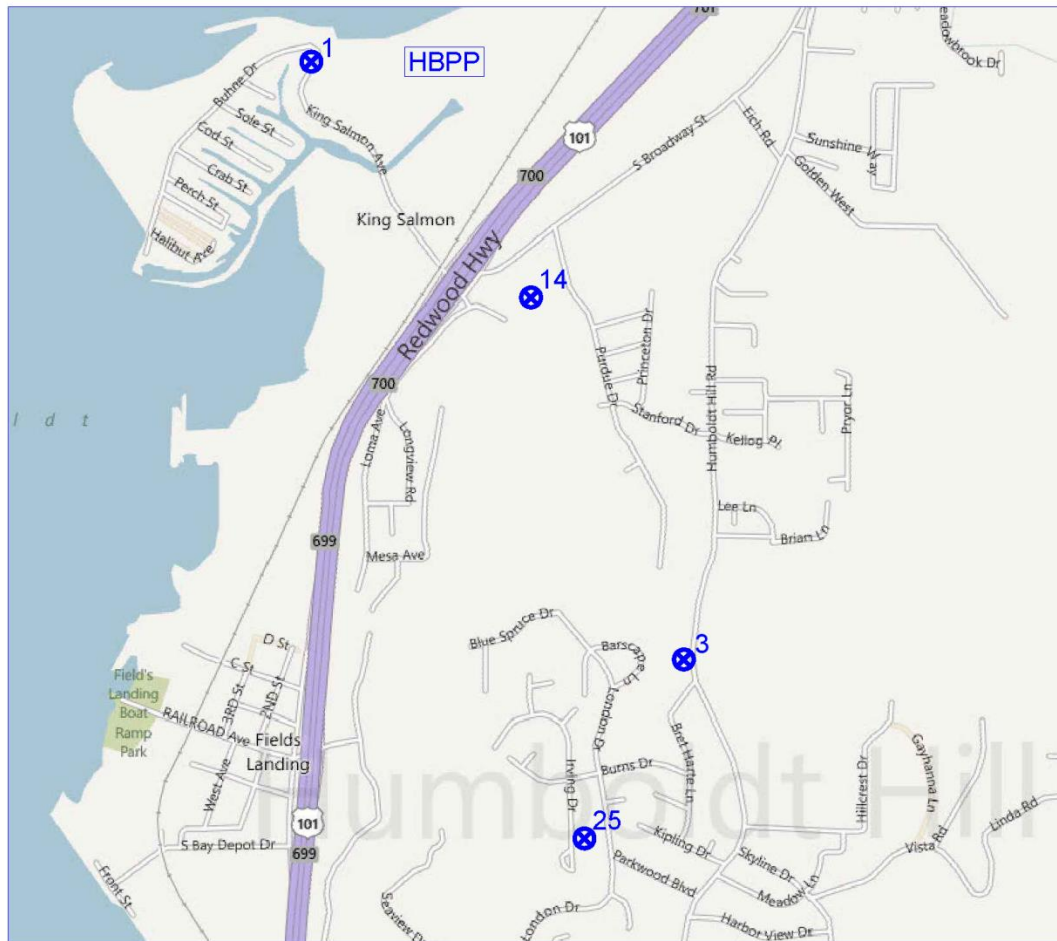 701
Meadowbrook Dr
1
HBPP
Buhne Dr
Sole St
King Salmon Ave
Cod St
Crab St
Perch St
Halibut Ave
King Salmon
101
700
S Broadway St
Eich Rd
Sunshine Way
Golden West
Redwood Hwy
14
Purdue Dr
Princeton Dr
Stanford Dr
Kellog Pl
Humboldt Hill Rd
Pryor Ln
l d t
700
Loma Ave
Longview Rd
Lee Ln
Brian Ln
699
Mesa Ave
Blue Spruce Dr
Barscape Ln
London Dr
3
D St
C St
3RD St
2ND St
Field's
Landing
Boat
Ramp
Park
RAILROAD Ave
Fields
Landing
West Ave
Bret Harte Ln
Burns Dr
Irving Dr
Humboldt Hill
Hillcrest Dr
Gayhanna Ln
Linda Rd
Vista Rd
101
699
S Bay Depot Dr
Front St
25
Kipling Dr
Parkwood Blvd
Skyline Dr
Meadow Ln
Harbor View Dr
London Dr
Seaview Dr